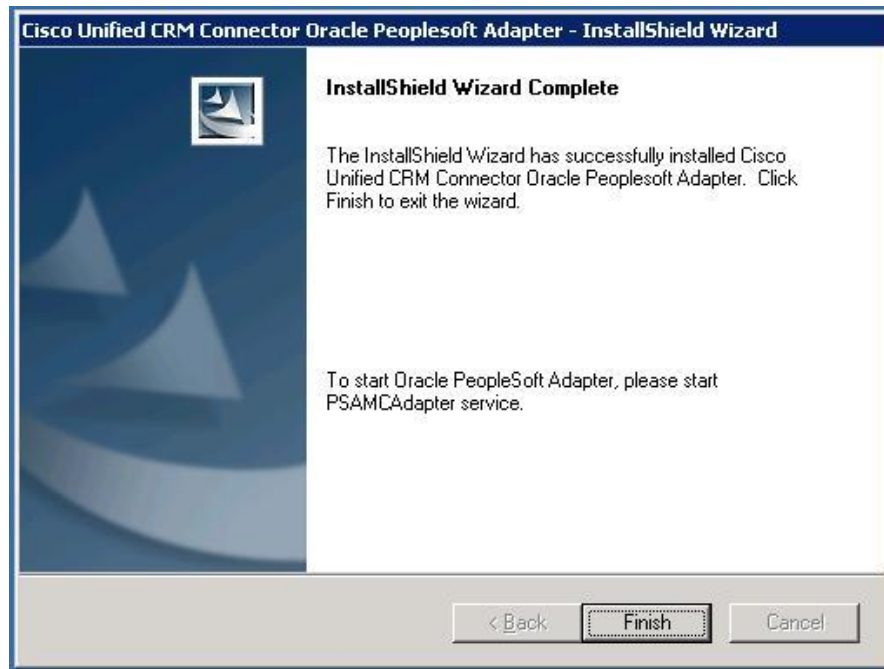 Cisco Unified CRM Connector Oracle Peoplesoft Adapter - InstallShield Wizard
InstallShield Wizard Complete
The InstallShield Wizard has successfully installed Cisco
Unified CRM Connector Oracle Peoplesoft Adapter. Click
Finish to exit the wizard.
To start Oracle PeopleSoft Adapter, please start
PSAMCAdapter service.
< Back
Finish
Cancel